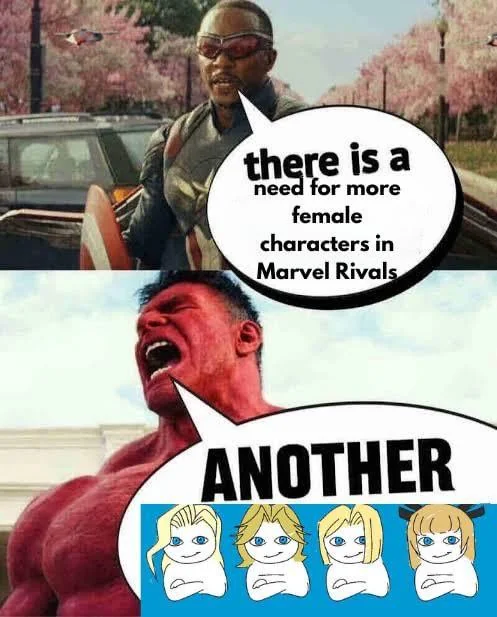 there is a
need for more
female
characters in
Marvel Rivals
ANOTHER